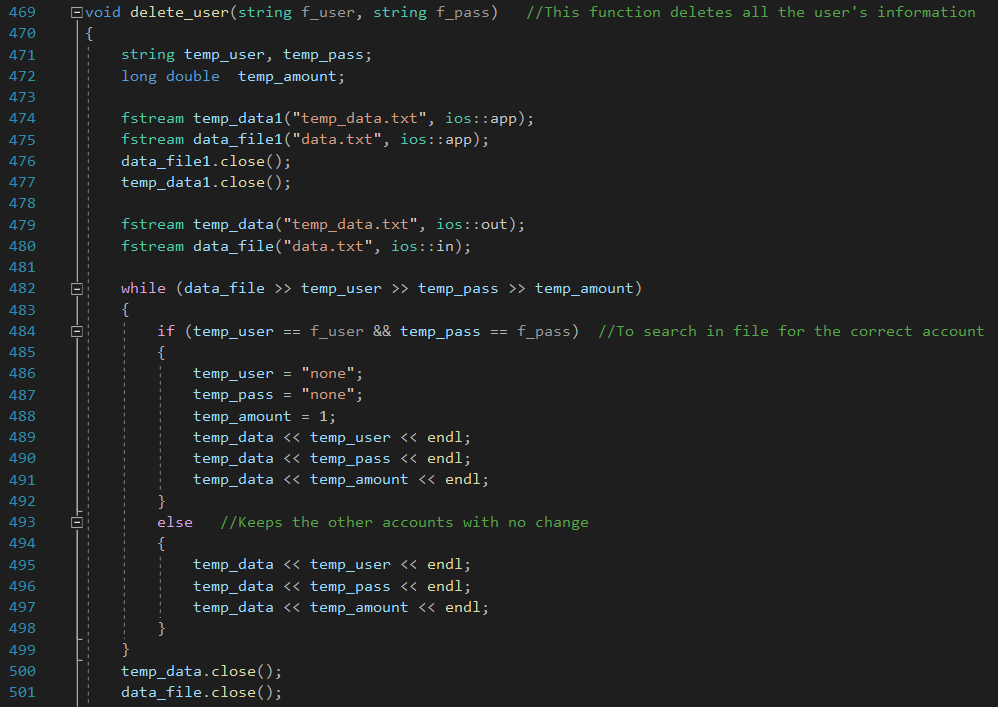 469 void delete_user(string f_user, string f_pass)   //This function deletes all the user's information
470 {
471     string temp_user, temp_pass;
472     long double  temp_amount;
473
474     fstream temp_data1("temp_data.txt", ios::app);
475     fstream data_file1("data.txt", ios::app);
476     data_file1.close();
477     temp_data1.close();
478
479     fstream temp_data("temp_data.txt", ios::out);
480     fstream data_file("data.txt", ios::in);
481
482     while (data_file >> temp_user >> temp_pass >> temp_amount)
483     {
484         if (temp_user == f_user && temp_pass == f_pass)  //To search in file for the correct account
485         {
486             temp_user = "none";
487             temp_pass = "none";
488             temp_amount = 1;
489             temp_data << temp_user << endl;
490             temp_data << temp_pass << endl;
491             temp_data << temp_amount << endl;
492         }
493         else   //Keeps the other accounts with no change
494         {
495             temp_data << temp_user << endl;
496             temp_data << temp_pass << endl;
497             temp_data << temp_amount << endl;
498         }
499     }
500     temp_data.close();
501     data_file.close();